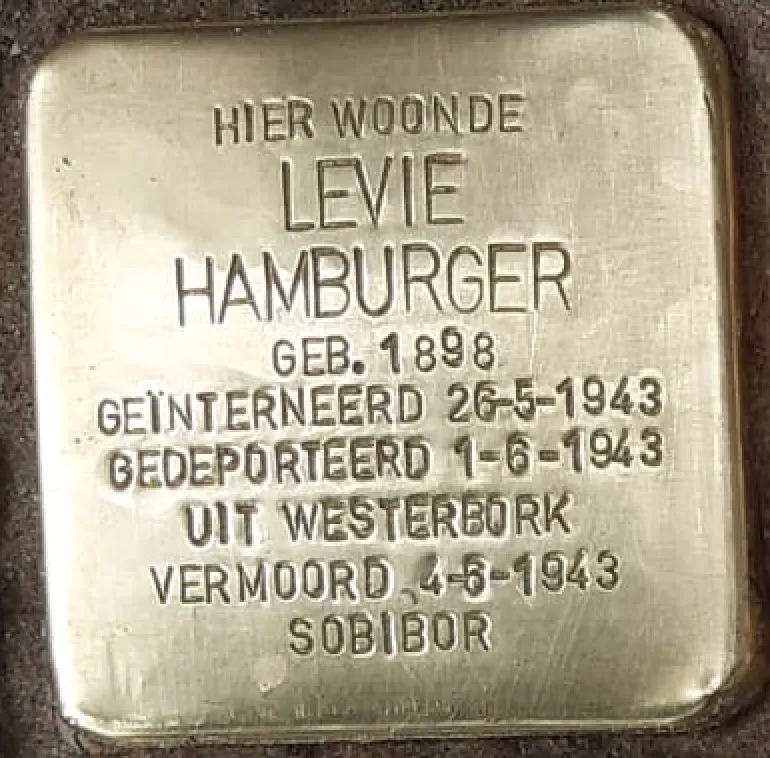 HIER WOONDE
LEVIE
HAMBURGER
GEB. 1898
GEÏNTERNEERD 26-5-1943
GEDEPORTEERD 1-6-1943
UIT WESTERBORK
VERMOORD 4-6-1943
SOBIBOR